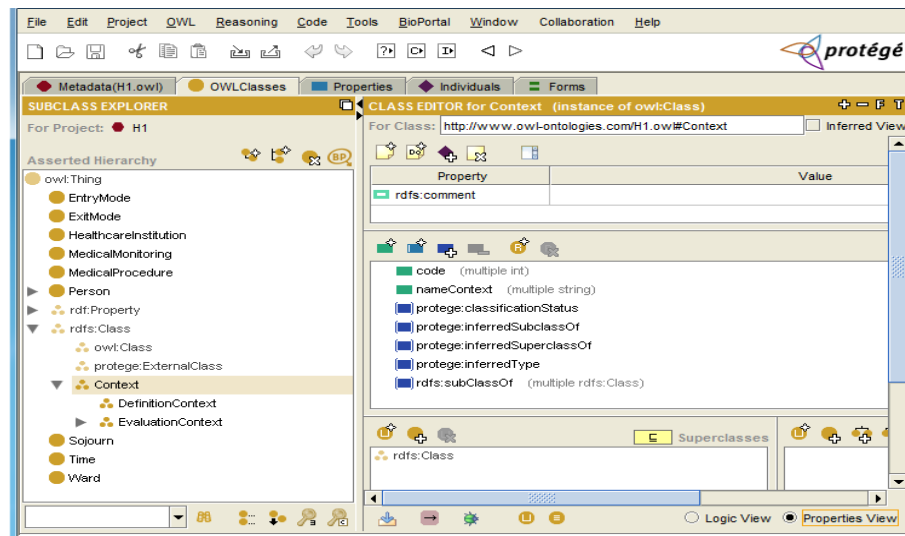 File Edit Project OWL Reasoning Code Tools BioPortal Window Collaboration Help
protégé
Metadata(H1.owl) OWLClasses Properties Individuals Forms
SUBCLASS EXPLORER
For Project: H1
Asserted Hierarchy
BP
owl:Thing
EntryMode
ExitMode
HealthcareInstitution
MedicalMonitoring
MedicalProcedure
Person
rdf:Property
rdfs:Class
owl:Class
protege:ExternalClass
Context
DefinitionContext
EvaluationContext
Sojourn
Time
Ward
CLASS EDITOR for Context (instance of owl:Class)
For Class: http://www.owl-ontologies.com/H1.owl#Context Inferred View
Property Value
rdfs:comment
code (multiple int)
nameContext (multiple string)
protege:classificationStatus
protege:inferredSubclassOf
protege:inferredSuperclassOf
protege:inferredType
rdfs:subClassOf (multiple rdfs:Class)
Superclasses
rdfs:Class
Logic View Properties View